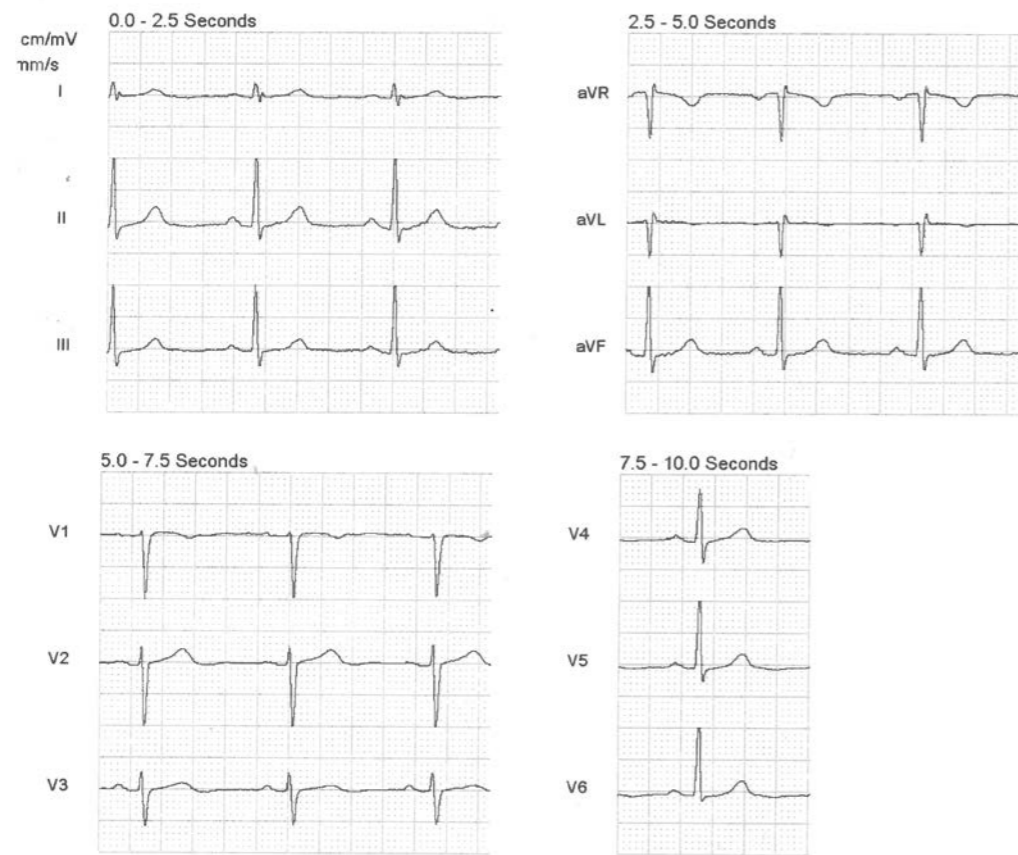 0.0 - 2.5 Seconds
2.5 - 5.0 Seconds
cm/mV
mm/s
I
II
III
aVR
aVL
aVF
5.0 - 7.5 Seconds
7.5 - 10.0 Seconds
V1
V2
V3
V4
V5
V6